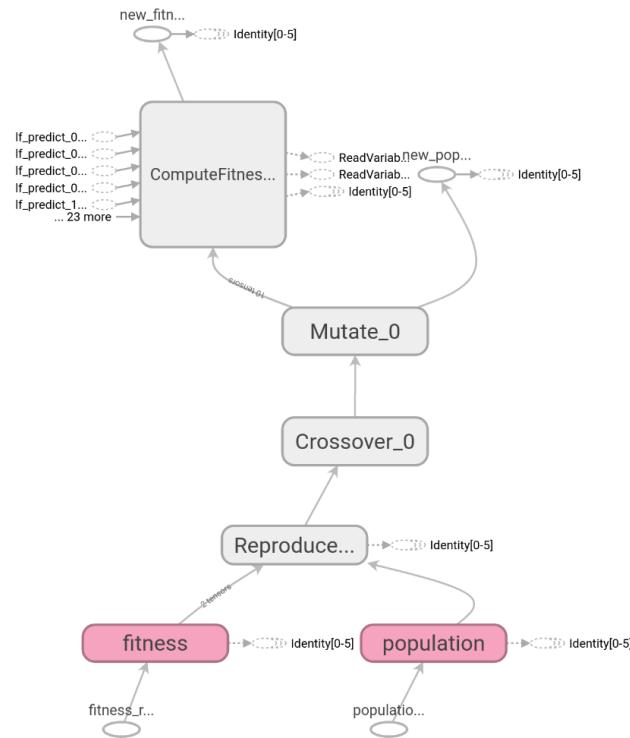 new_fitn...
Identity[0-5]
If_predict_0...
If_predict_0...
If_predict_0...
If_predict_0...
If_predict_1...
... 23 more
ComputeFitnes...
ReadVariab...
ReadVariab...
Identity[0-5]
new_pop...
Identity[0-5]
10 tensors
Mutate_0
Crossover_0
Reproduce...
Identity[0-5]
2 tensors
fitness
Identity[0-5]
population
Identity[0-5]
fitness_r...
populatio...